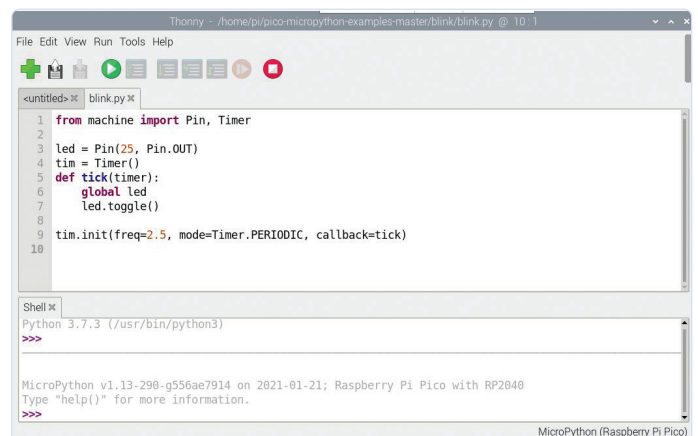 Thonny - /home/pi/pico-micropython-examples-master/blink/blink.py @ 10:1
File Edit View Run Tools Help
<untitled> blink.py
1 from machine import Pin, Timer
2
3 led = Pin(25, Pin.OUT)
4 tim = Timer()
5 def tick(timer):
6     global led
7     led.toggle()
8
9 tim.init(freq=2.5, mode=Timer.PERIODIC, callback=tick)
10
Shell
Python 3.7.3 (/usr/bin/python3)
>>>
MicroPython v1.13-290-g556ae7914 on 2021-01-21; Raspberry Pi Pico with RP2040
Type "help()" for more information.
>>>
MicroPython (Raspberry Pi Pico)